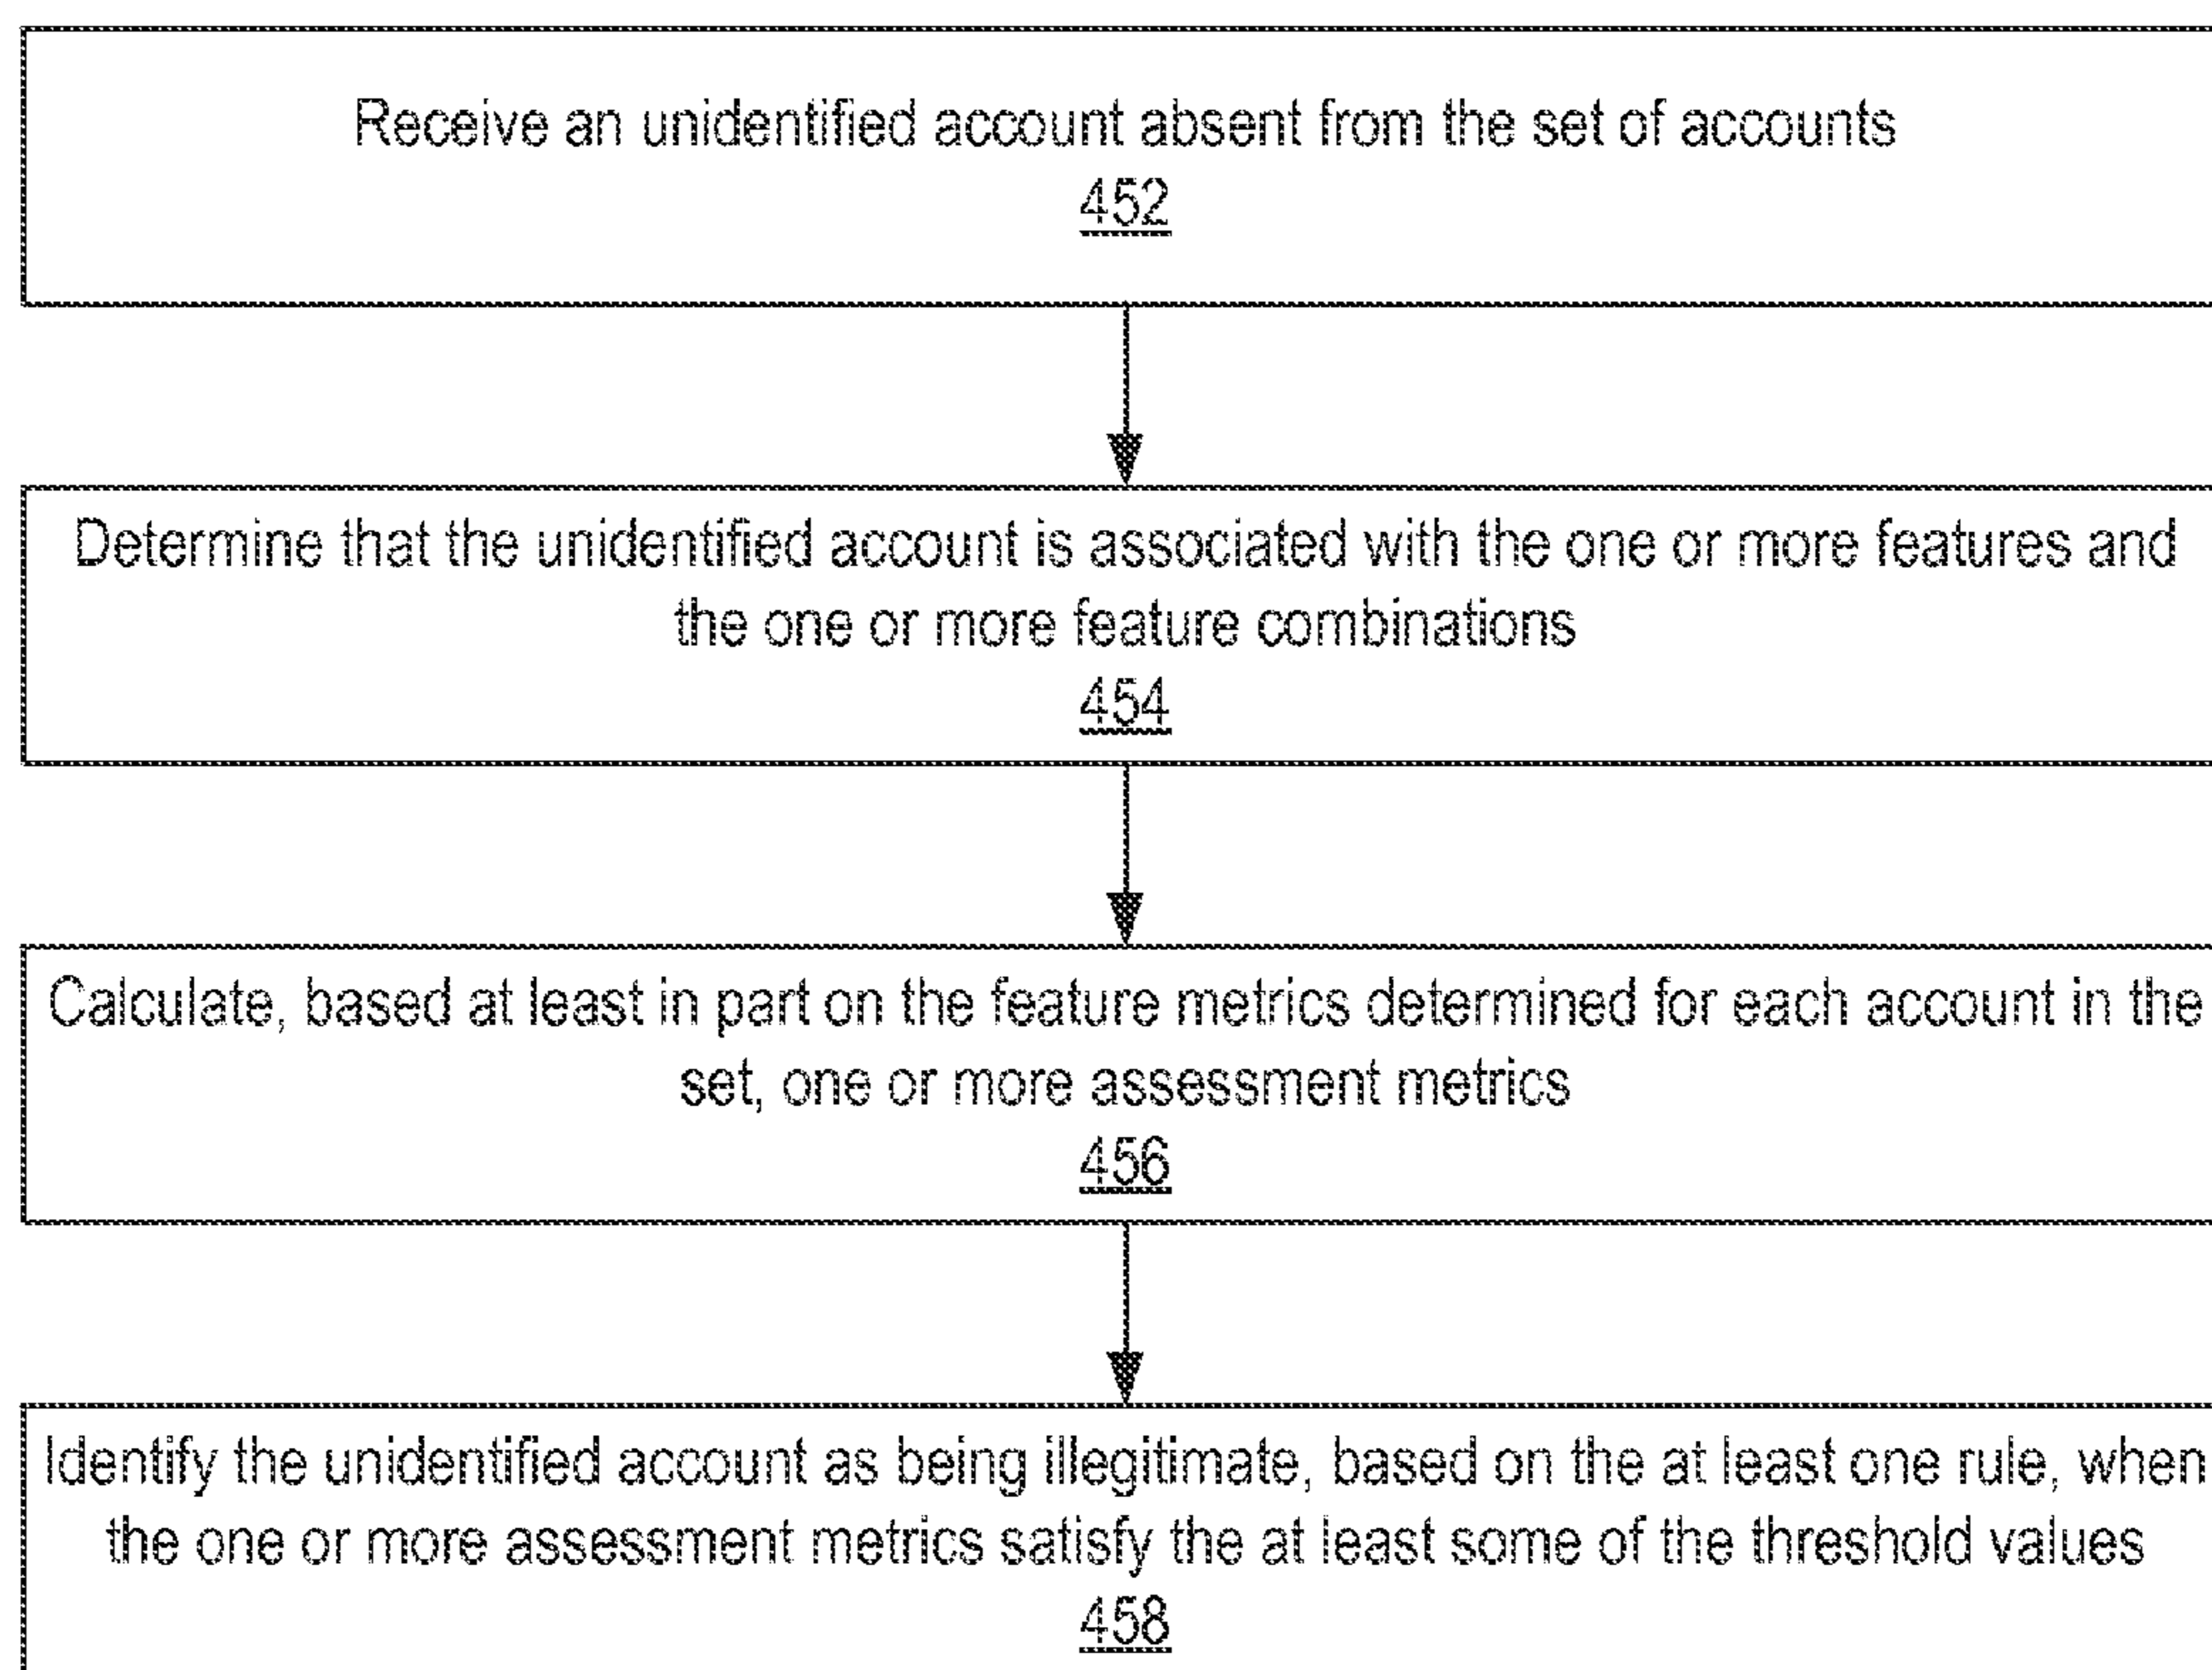 Receive an unidentified account absent from the set of accounts
452
Determine that the unidentified account is associated with the one or more features and
the one or more feature combinations
454
Calculate, based at least in part on the feature metrics determined for each account in the
set, one or more assessment metrics
456
Identify the unidentified account as being illegitimate, based on the at least one rule, when
the one or more assessment metrics satisfy the at least some of the threshold values
458